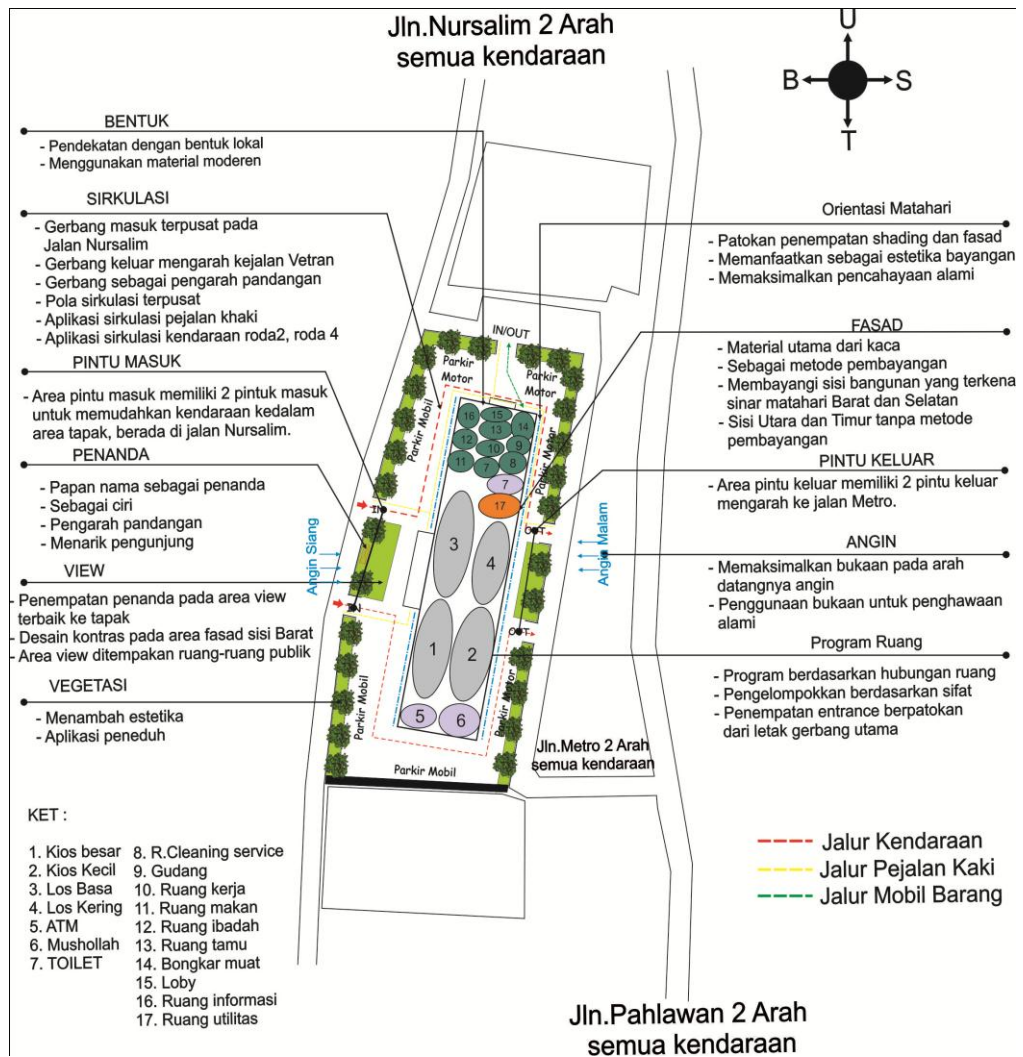 Jln.Nursalim 2 Arah
semua kendaraan
U
B
S
T
BENTUK
- Pendekatan dengan bentuk lokal
- Menggunakan material moderen
SIRKULASI
- Gerbang masuk terpusat pada
Jalan Nursalim
- Gerbang keluar mengarah kejalan Vetran
- Gerbang sebagai pengarah pandangan
- Pola sirkulasi terpusat
- Aplikasi sirkulasi pejalan khaki
- Aplikasi sirkulasi kendaraan roda2, roda 4
PINTU MASUK
- Area pintu masuk memiliki 2 pintuk masuk
untuk memudahkan kendaraan kedalam
area tapak, berada di jalan Nursalim.
PENANDA
- Papan nama sebagai penanda
- Sebagai ciri
- Pengarah pandangan
- Menarik pengunjung
VIEW
- Penempatan penanda pada area view
terbaik ke tapak
- Desain kontras pada area fasad sisi Barat
- Area view ditempakan ruang-ruang publik
VEGETASI
- Menambah estetika
- Aplikasi peneduh
Orientasi Matahari
- Patokan penempatan shading dan fasad
- Memanfaatkan sebagai estetika bayangan
- Memaksimalkan pencahayaan alami
FASAD
- Material utama dari kaca
- Sebagai metode pembayangan
- Membayangi sisi bangunan yang terkena
sinar matahari Barat dan Selatan
- Sisi Utara dan Timur tanpa metode
pembayangan
PINTU KELUAR
- Area pintu keluar memiliki 2 pintu keluar
mengarah ke jalan Metro.
ANGIN
- Memaksimalkan bukaan pada arah
datangnya angin
- Penggunaan bukaan untuk penghawaan
alami
Program Ruang
- Program berdasarkan hubungan ruang
- Pengelompokkan berdasarkan sifat
- Penempatan entrance berpatokan
dari letak gerbang utama
IN/OUT
Parkir Motor
Parkir Motor
Parkir Mobil
Parkir Motor
16
15
14
13
12
10
9
11
7
8
7
17
3
4
1
2
5
6
IN
IN
OUT
OUT
Angin Siang
Angin Malam
Parkir Mobil
Parkir Motor
Parkir Mobil
Jln.Metro 2 Arah
semua kendaraan
KET :
1. Kios besar
2. Kios Kecil
3. Los Basa
4. Los Kering
5. ATM
6. Mushollah
7. TOILET
8. R.Cleaning service
9. Gudang
10. Ruang kerja
11. Ruang makan
12. Ruang ibadah
13. Ruang tamu
14. Bongkar muat
15. Loby
16. Ruang informasi
17. Ruang utilitas
Jalur Kendaraan
Jalur Pejalan Kaki
Jalur Mobil Barang
Jln.Pahlawan 2 Arah
semua kendaraan